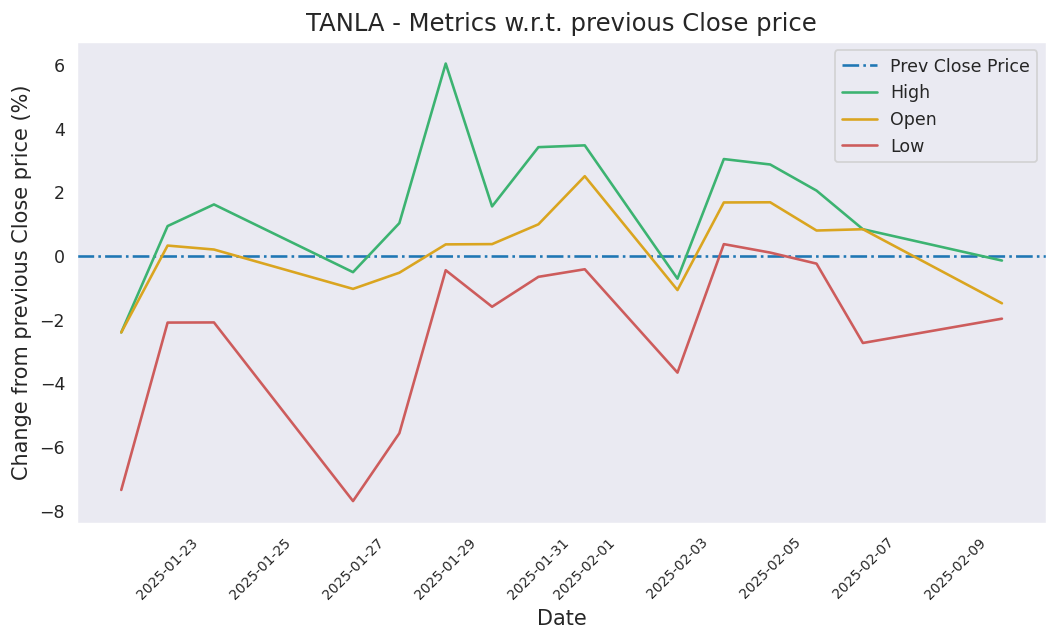 TANLA - Metrics w.r.t. previous Close price
Change from previous Close price (%)
6
4
2
0
−2
−4
−6
−8
Prev Close Price
High
Open
Low
2025-01-23
2025-01-25
2025-01-27
2025-01-29
2025-01-31
2025-02-01
2025-02-03
2025-02-05
2025-02-07
2025-02-09
Date